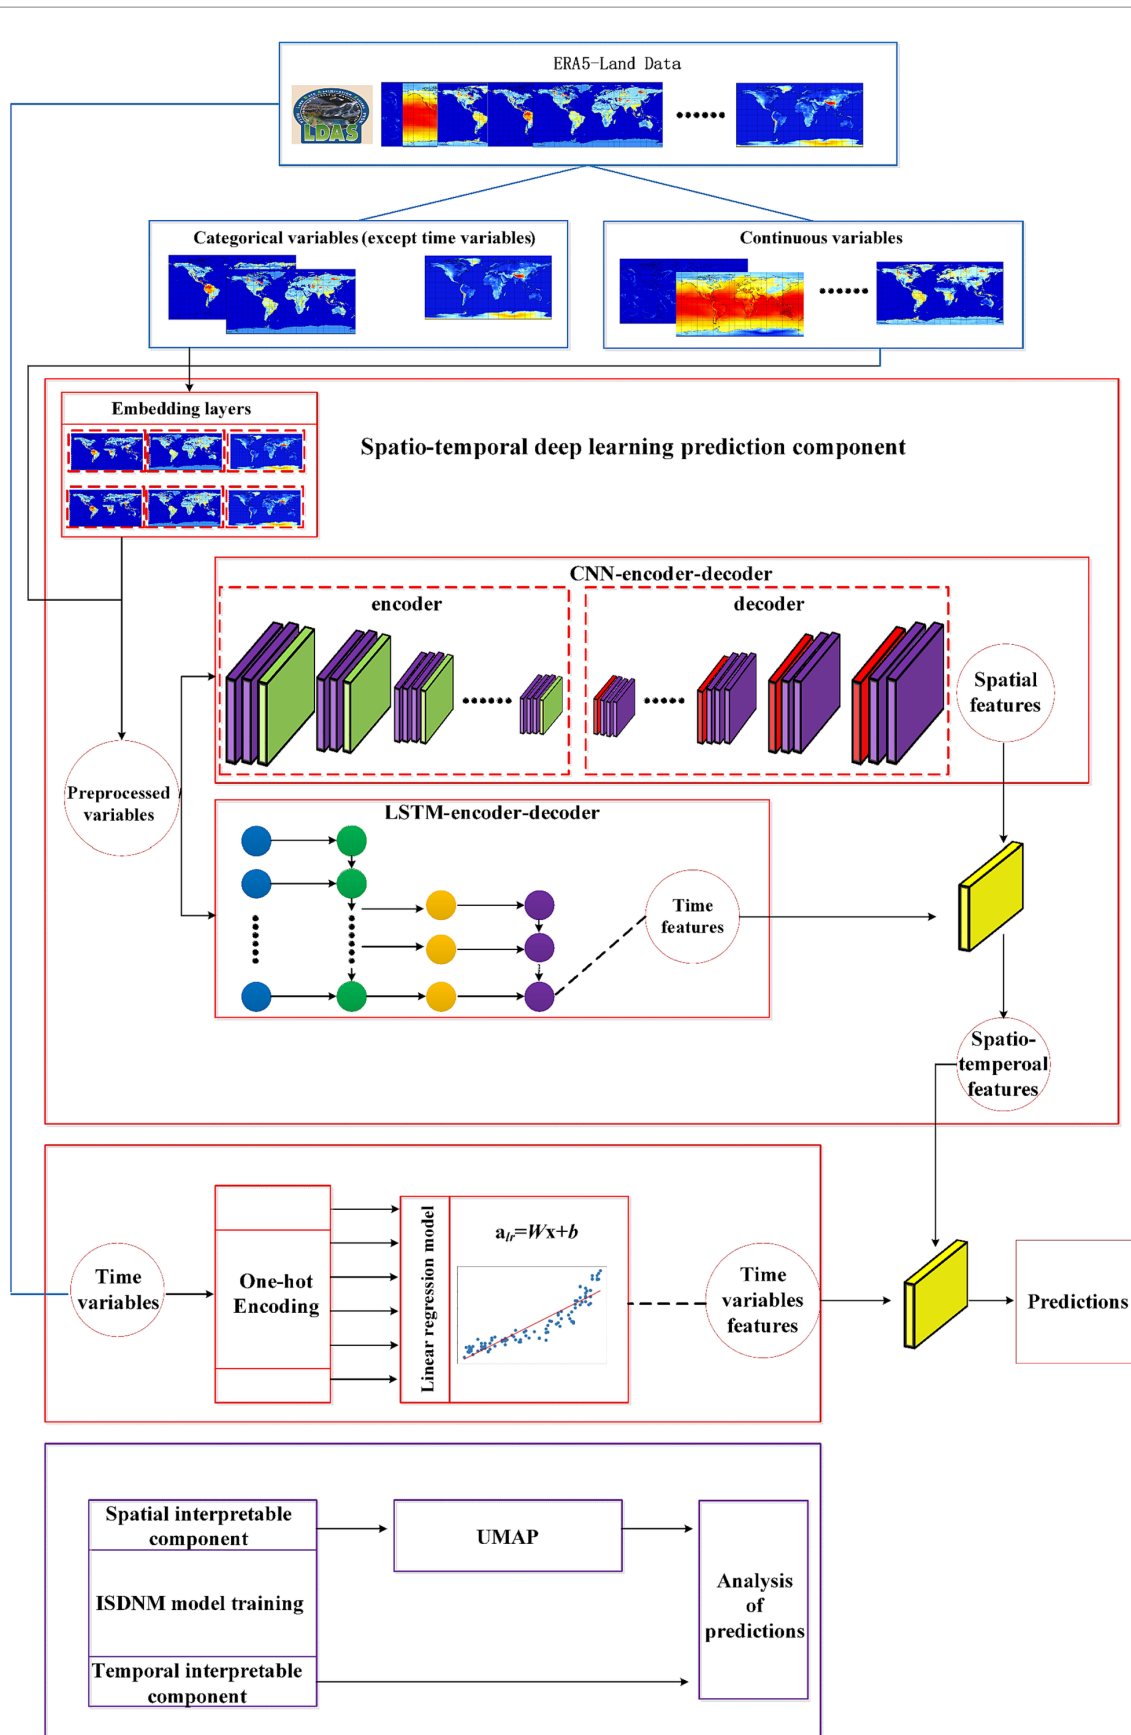 ERA5-Land Data
LDAS
Categorical variables (except time variables)
Continuous variables
Embedding layers
Spatio-temporal deep learning prediction component
CNN-encoder-decoder
encoder
decoder
Spatial
features
Preprocessed
variables
LSTM-encoder-decoder
Time
features
Spatio-
temperoal
features
Time
variables
One-hot
Encoding
Linear regression model
a_lr=Wx+b
Time
variables
features
Predictions
Spatial interpretable
component
UMAP
ISDNM model training
Analysis
of
predictions
Temporal interpretable
component